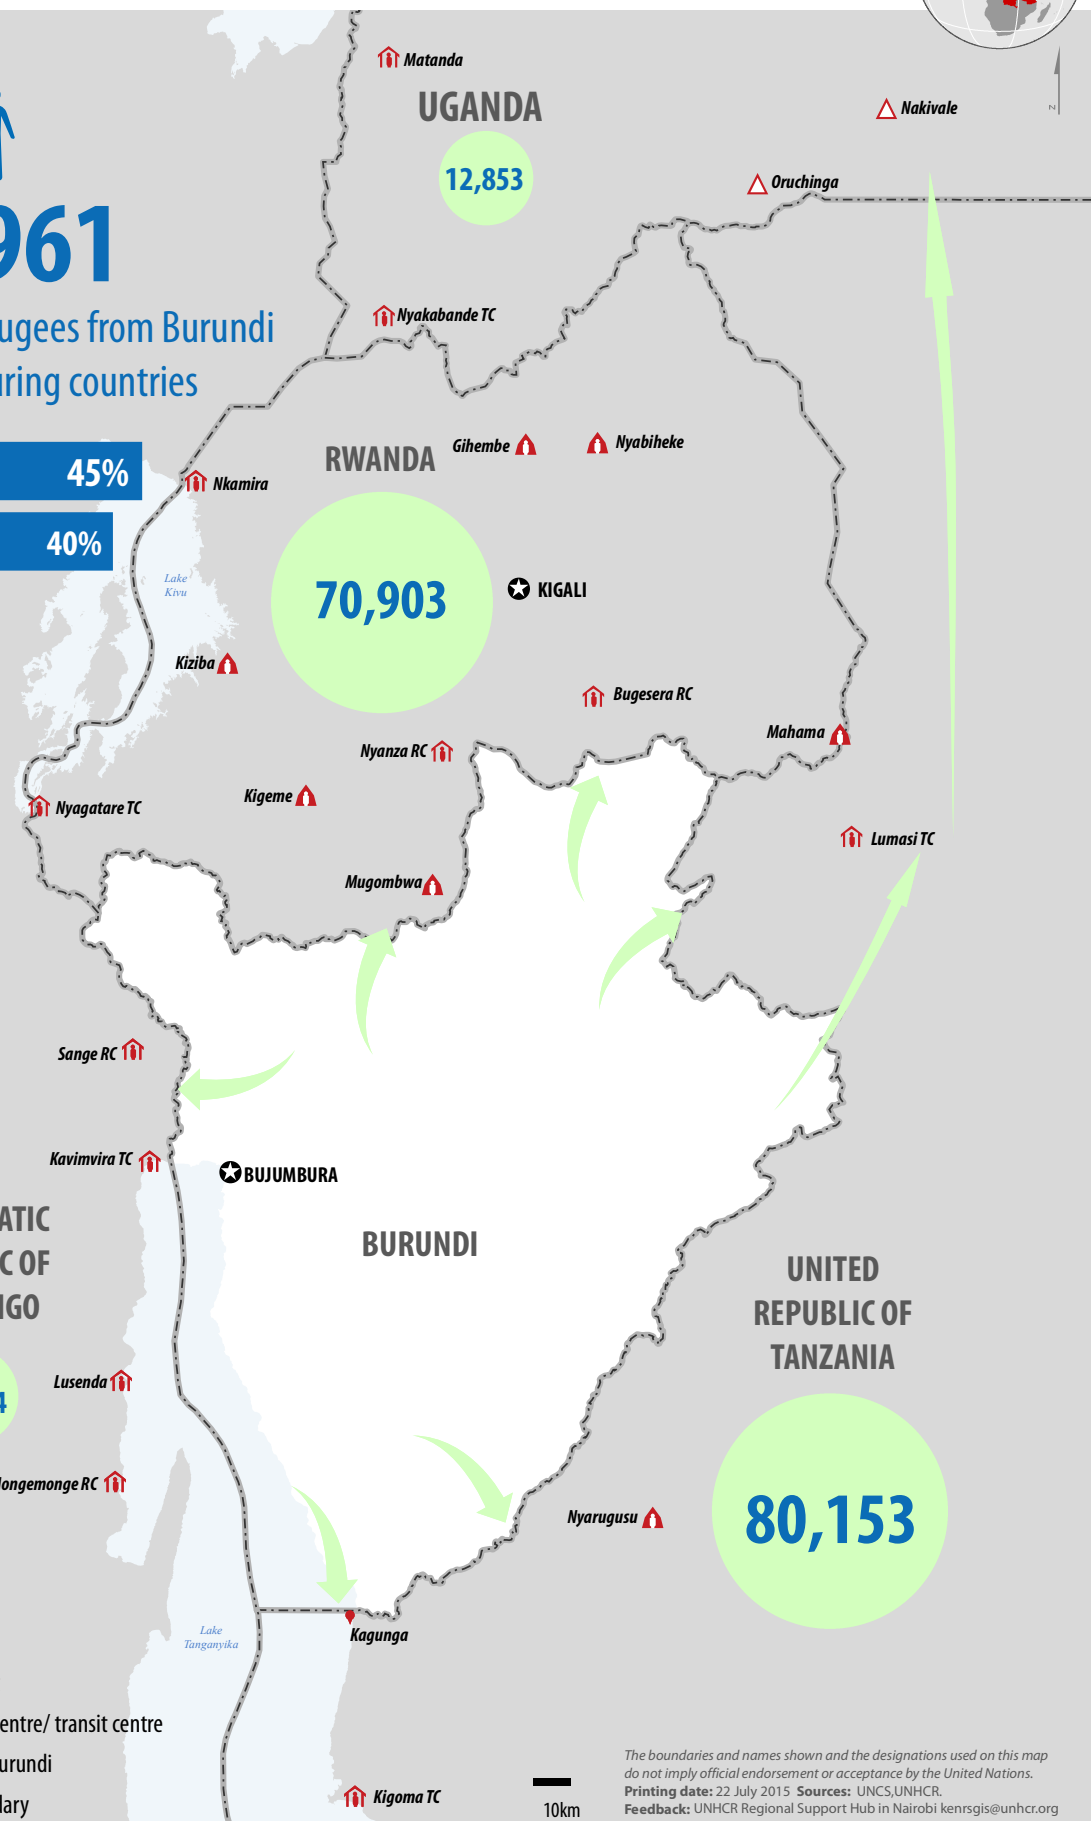 Matanda
UGANDA
12,853
Nakivale
Oruchinga
N
961
ugees from Burundi
uring countries
Nyakabande TC
45%
40%
RWANDA
Gihembe
Nyabiheke
Nkamira
Lake
Kivu
70,903
KIGALI
Kiziba
Bugesera RC
Mahama
Nyanza RC
Kigeme
Nyagatare TC
Lumasi TC
Mugombwa
Sange RC
Kavimvira TC
BUJUMBURA
ATIC
C OF
NGO
BURUNDI
UNITED
REPUBLIC OF
TANZANIA
Lusenda
4
ongemonge RC
80,153
Nyarugusu
Lake
Tanganyika
Kagunga
entre/ transit centre
urundi
dary
Kigoma TC
10km
The boundaries and names shown and the designations used on this map
do not imply official endorsement or acceptance by the United Nations.
Printing date: 22 July 2015 Sources: UNCS,UNHCR.
Feedback: UNHCR Regional Support Hub in Nairobi kenrsgis@unhcr.org